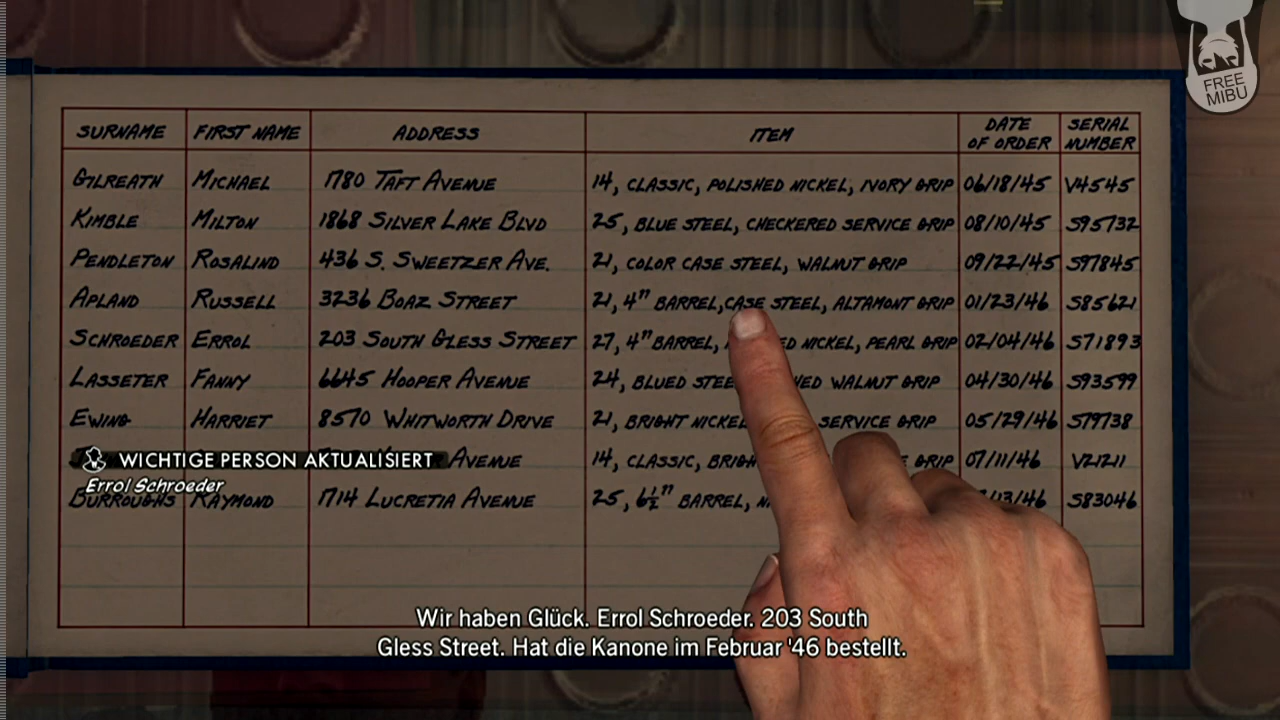 FREE
MIBU
SURNAME FIRST NAME ADDRESS ITEM DATE OF ORDER SERIAL NUMBER
GILREATH MICHAEL 1780 TAFT AVENUE 14, CLASSIC, POLISHED NICKEL, IVORY GRIP 06/18/45 V4545
KIMBLE MILTON 1868 SILVER LAKE BLVD 25, BLUE STEEL, CHECKERED SERVICE GRIP 08/10/45 S95732
PENDLETON ROSALIND 436 S. SWEETZER AVE. 21, COLOR CASE STEEL, WALNUT GRIP 09/22/45 S97845
APLAND RUSSELL 3236 BOAZ STREET 21, 4" BARREL, CASE STEEL, ALTAMONT GRIP 01/23/46 S85621
SCHROEDER ERROL 203 SOUTH GLESS STREET 27, 4" BARREL, NICKEL, PEARL GRIP 02/04/46 S71893
LASSETER FANNY 6645 HOOPER AVENUE 24, BLUED WALNUT GRIP 04/30/46 S93599
EWING HARRIET 8570 WHITWORTH DRIVE 21, BRIGHT NICKEL SERVICE GRIP 05/29/46 S79738
WICHTIGE PERSON AKTUALISIERT
AVENUE 14, CLASSIC, GRIP 07/11/46 V21211
Errol Schroeder
BURROUGHS RAYMOND 1714 LUCRETIA AVENUE 25, 6½" BARREL, S83046
Wir haben Glück. Errol Schroeder. 203 South
Gless Street. Hat die Kanone im Februar '46 bestellt.